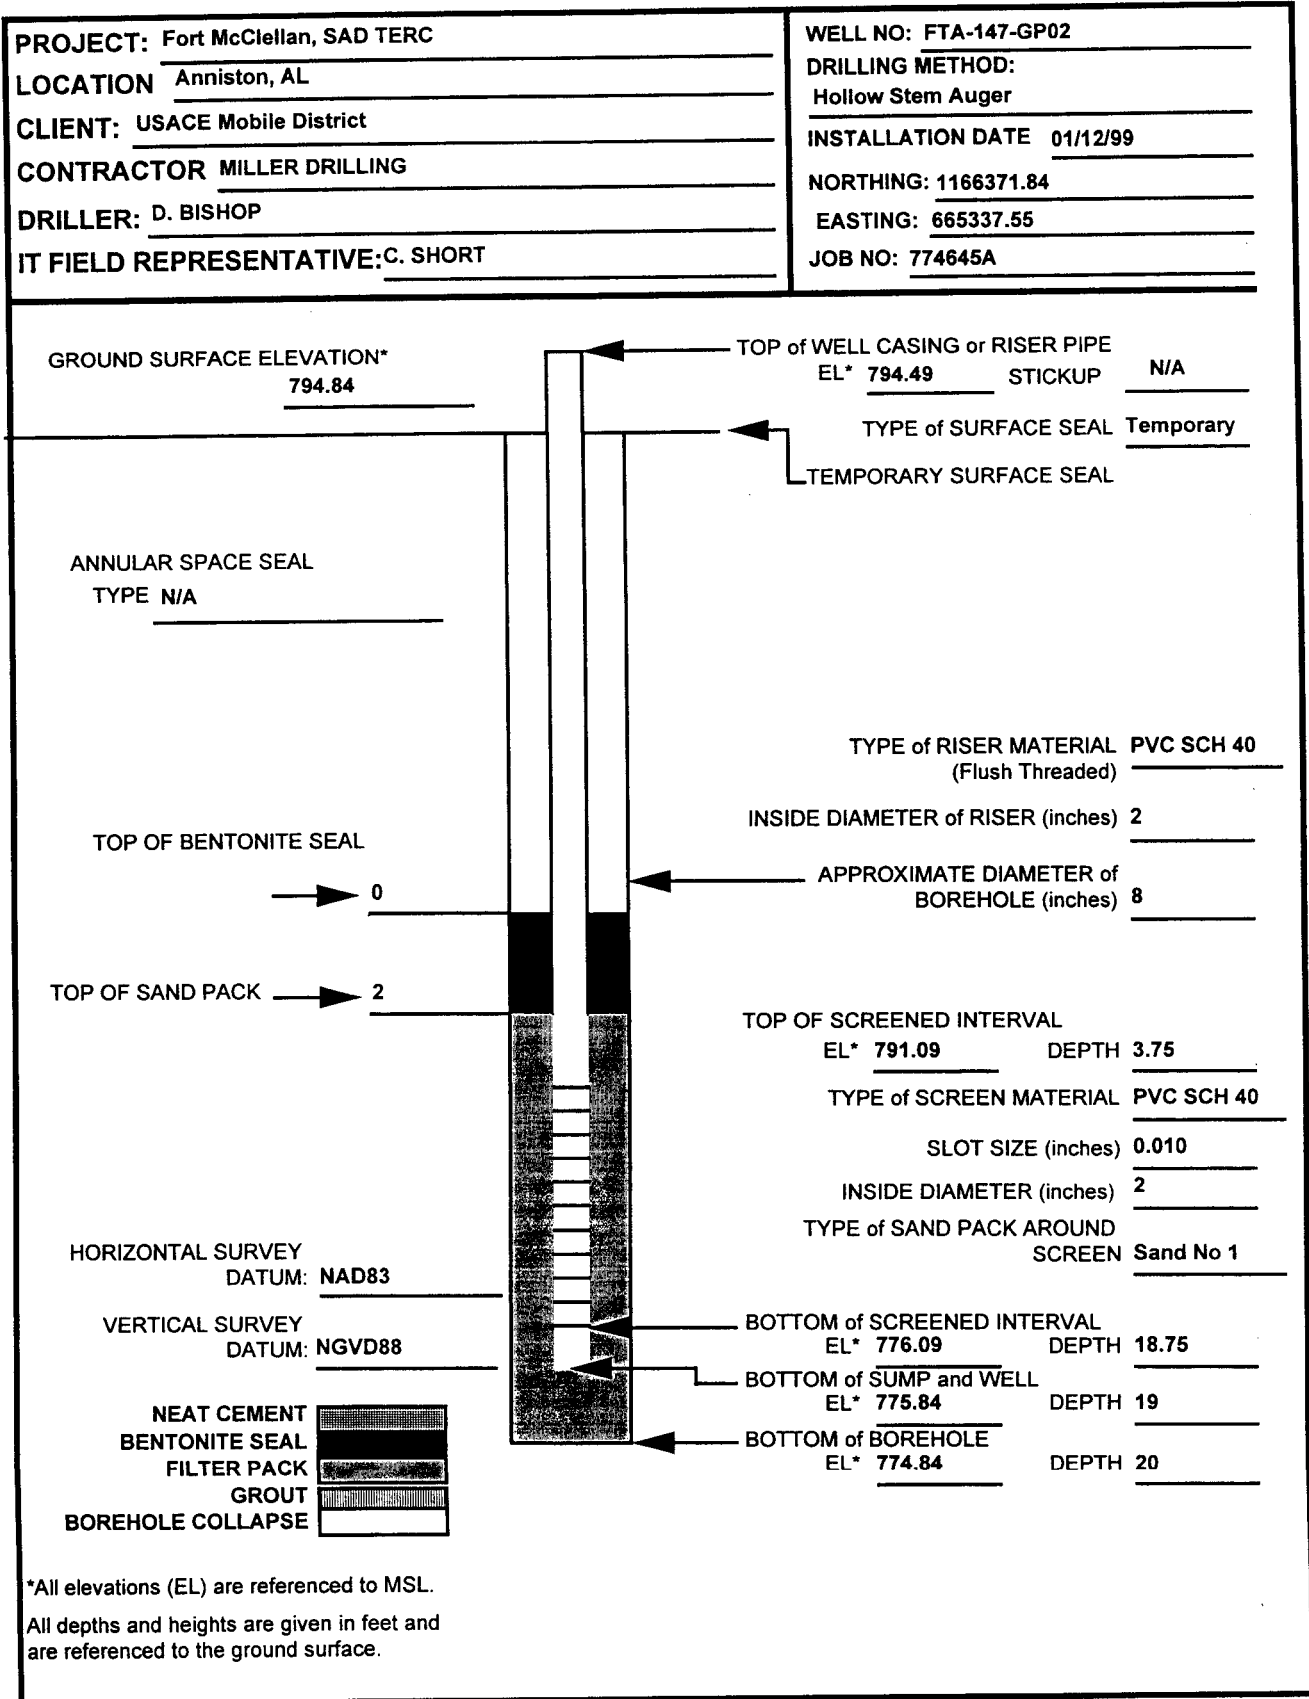 PROJECT: Fort McClellan, SAD TERC
LOCATION Anniston, AL
CLIENT: USACE Mobile District
CONTRACTOR MILLER DRILLING
DRILLER: D. BISHOP
IT FIELD REPRESENTATIVE: C. SHORT
WELL NO: FTA-147-GP02
DRILLING METHOD:
Hollow Stem Auger
INSTALLATION DATE 01/12/99
NORTHING: 1166371.84
EASTING: 665337.55
JOB NO: 774645A
GROUND SURFACE ELEVATION*
794.84
TOP of WELL CASING or RISER PIPE
EL* 794.49 STICKUP N/A
TYPE of SURFACE SEAL Temporary
TEMPORARY SURFACE SEAL
ANNULAR SPACE SEAL
TYPE N/A
TYPE of RISER MATERIAL PVC SCH 40
(Flush Threaded)
INSIDE DIAMETER of RISER (inches) 2
TOP OF BENTONITE SEAL
0
APPROXIMATE DIAMETER of
BOREHOLE (inches) 8
TOP OF SAND PACK 2
TOP OF SCREENED INTERVAL
EL* 791.09 DEPTH 3.75
TYPE of SCREEN MATERIAL PVC SCH 40
SLOT SIZE (inches) 0.010
INSIDE DIAMETER (inches) 2
TYPE of SAND PACK AROUND
SCREEN Sand No 1
HORIZONTAL SURVEY
DATUM: NAD83
VERTICAL SURVEY
DATUM: NGVD88
BOTTOM of SCREENED INTERVAL
EL* 776.09 DEPTH 18.75
BOTTOM of SUMP and WELL
EL* 775.84 DEPTH 19
BOTTOM of BOREHOLE
EL* 774.84 DEPTH 20
NEAT CEMENT
BENTONITE SEAL
FILTER PACK
GROUT
BOREHOLE COLLAPSE
*All elevations (EL) are referenced to MSL.
All depths and heights are given in feet and
are referenced to the ground surface.